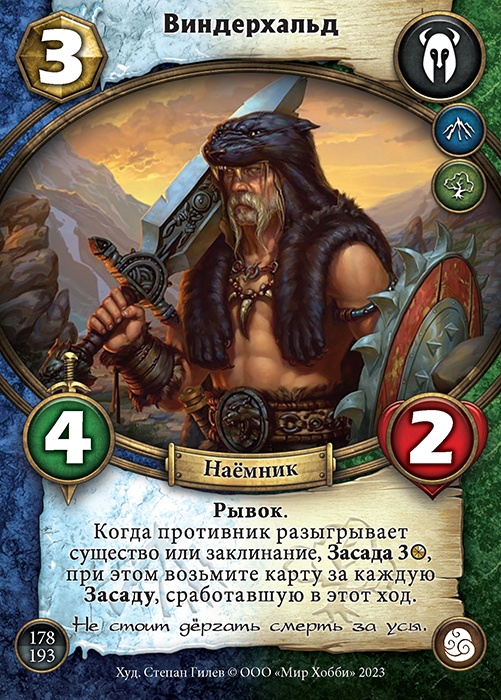 Виндерхальд
3
4
2
Наёмник
Рывок.
Когда противник разыгрывает
существо или заклинание, Засада 3,
при этом возьмите карту за каждую
Засаду, сработавшую в этот ход.
Не стоит дёргать смерть за усы.
178
193
Худ. Степан Гилев © ООО «Мир Хобби» 2023